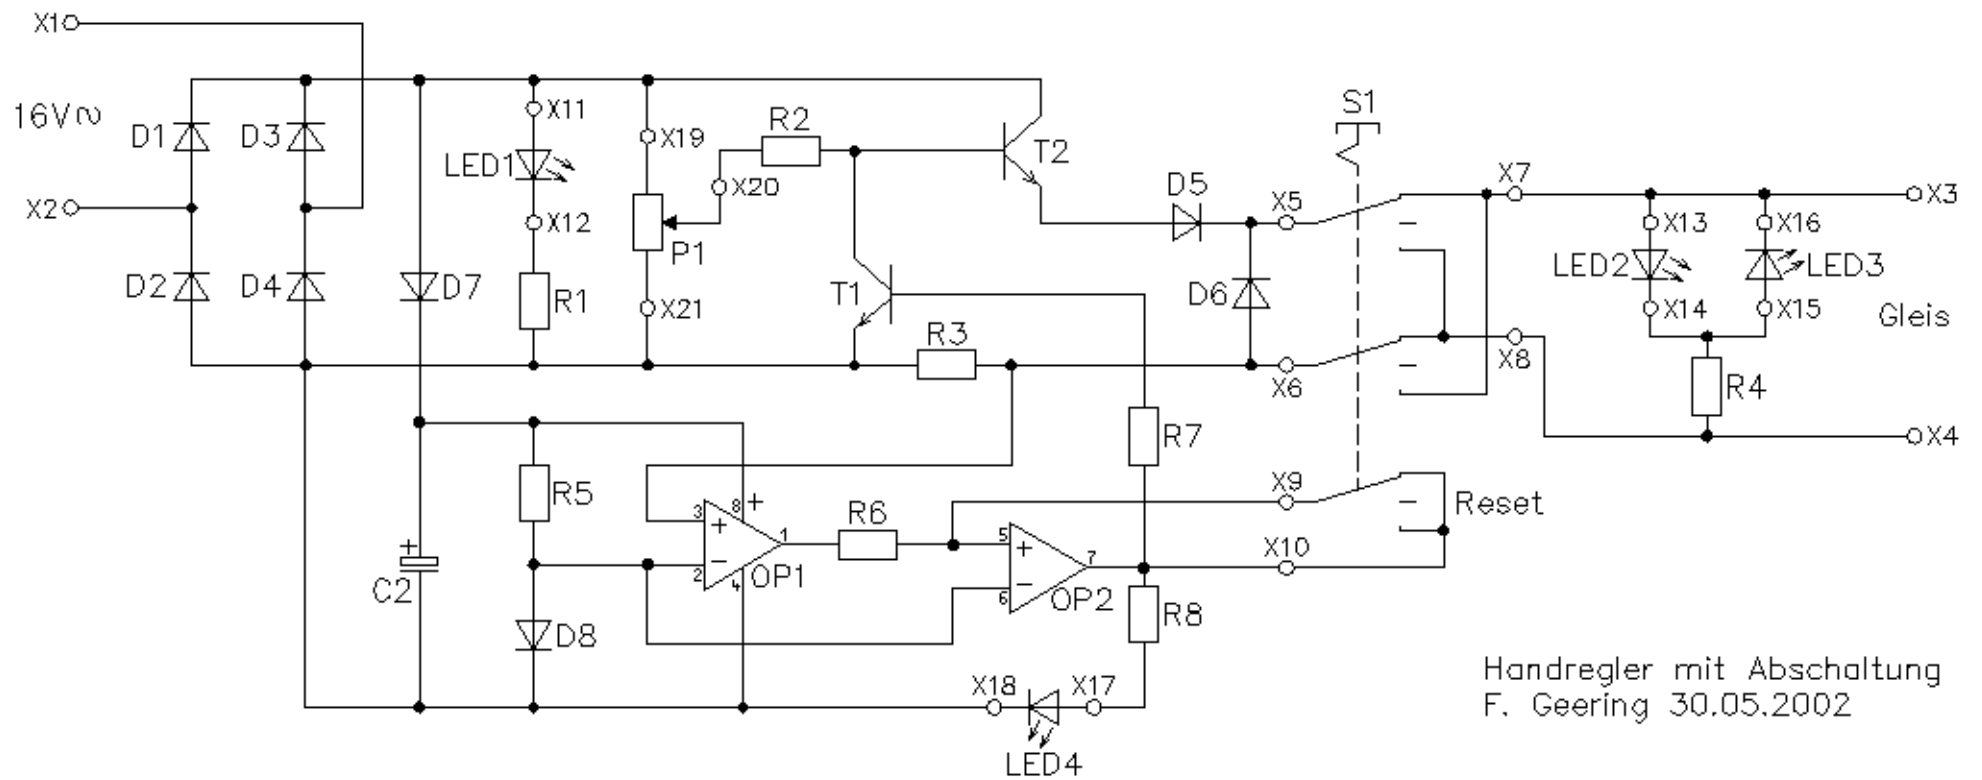 X1
16V~
X2
D1
D3
D2
D4
D7
X11
LED1
X12
R1
X19
P1
X21
X20
R2
T1
T2
R3
D5
D6
X5
X6
S1
X7
X8
X13
LED2
X14
X16
LED3
X15
R4
X3
Gleis
X4
C2
+
R5
D8
3
+
8
+
-
2
4
1
OP1
R6
5
+
-
6
7
OP2
R7
R8
X9
X10
Reset
X18
X17
LED4
Handregler mit Abschaltung
F. Geering 30.05.2002